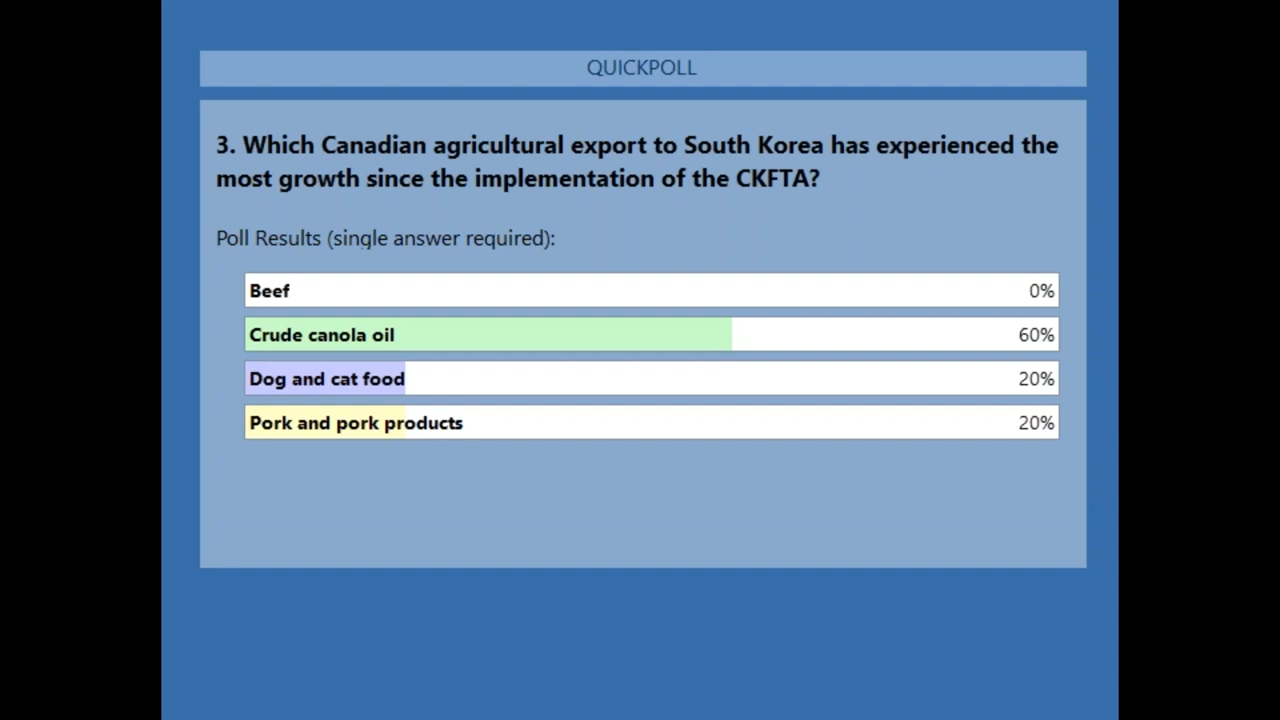 QUICKPOLL
3. Which Canadian agricultural export to South Korea has experienced the
most growth since the implementation of the CKFTA?
Poll Results (single answer required):
Beef 0%
Crude canola oil 60%
Dog and cat food 20%
Pork and pork products 20%